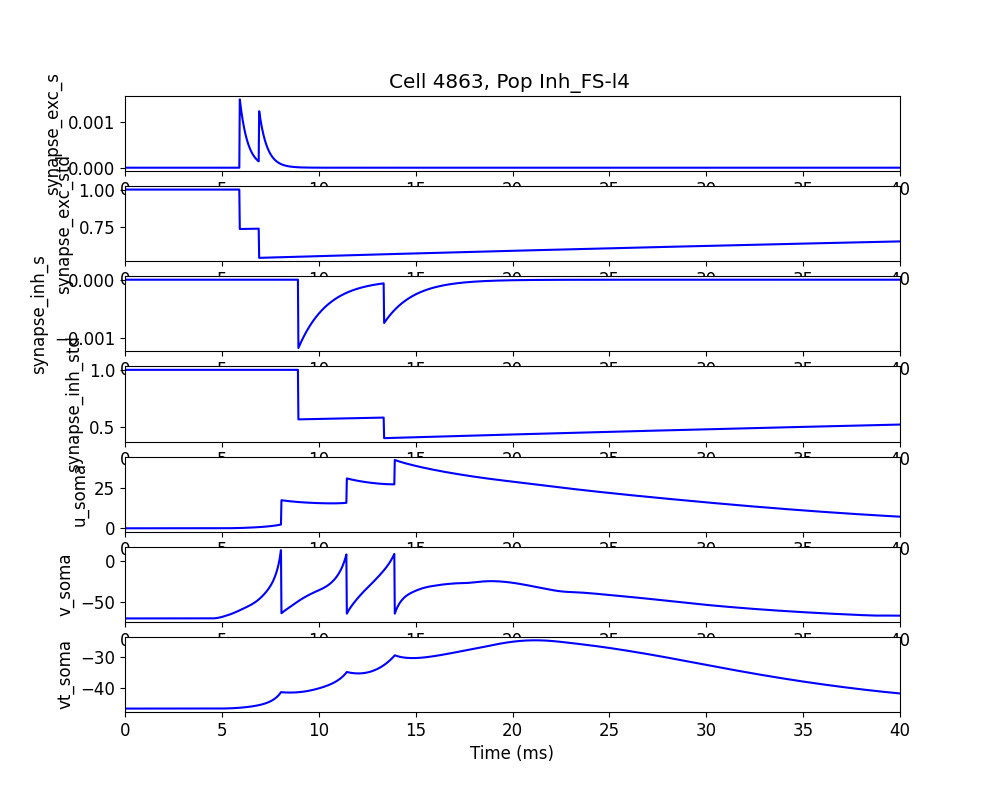 Cell 4863, Pop Inh_FS-l4
synapse_exc_s
0.001
0.000
synapse_exc_std
1.00
0.75
synapse_inh_s
0.000
synapse_inh_std
1.0
0.5
u_soma
25
0
v_soma
0
−50
vt_soma
−30
−40
0 5 10 15 20 25 30 35 40
Time (ms)